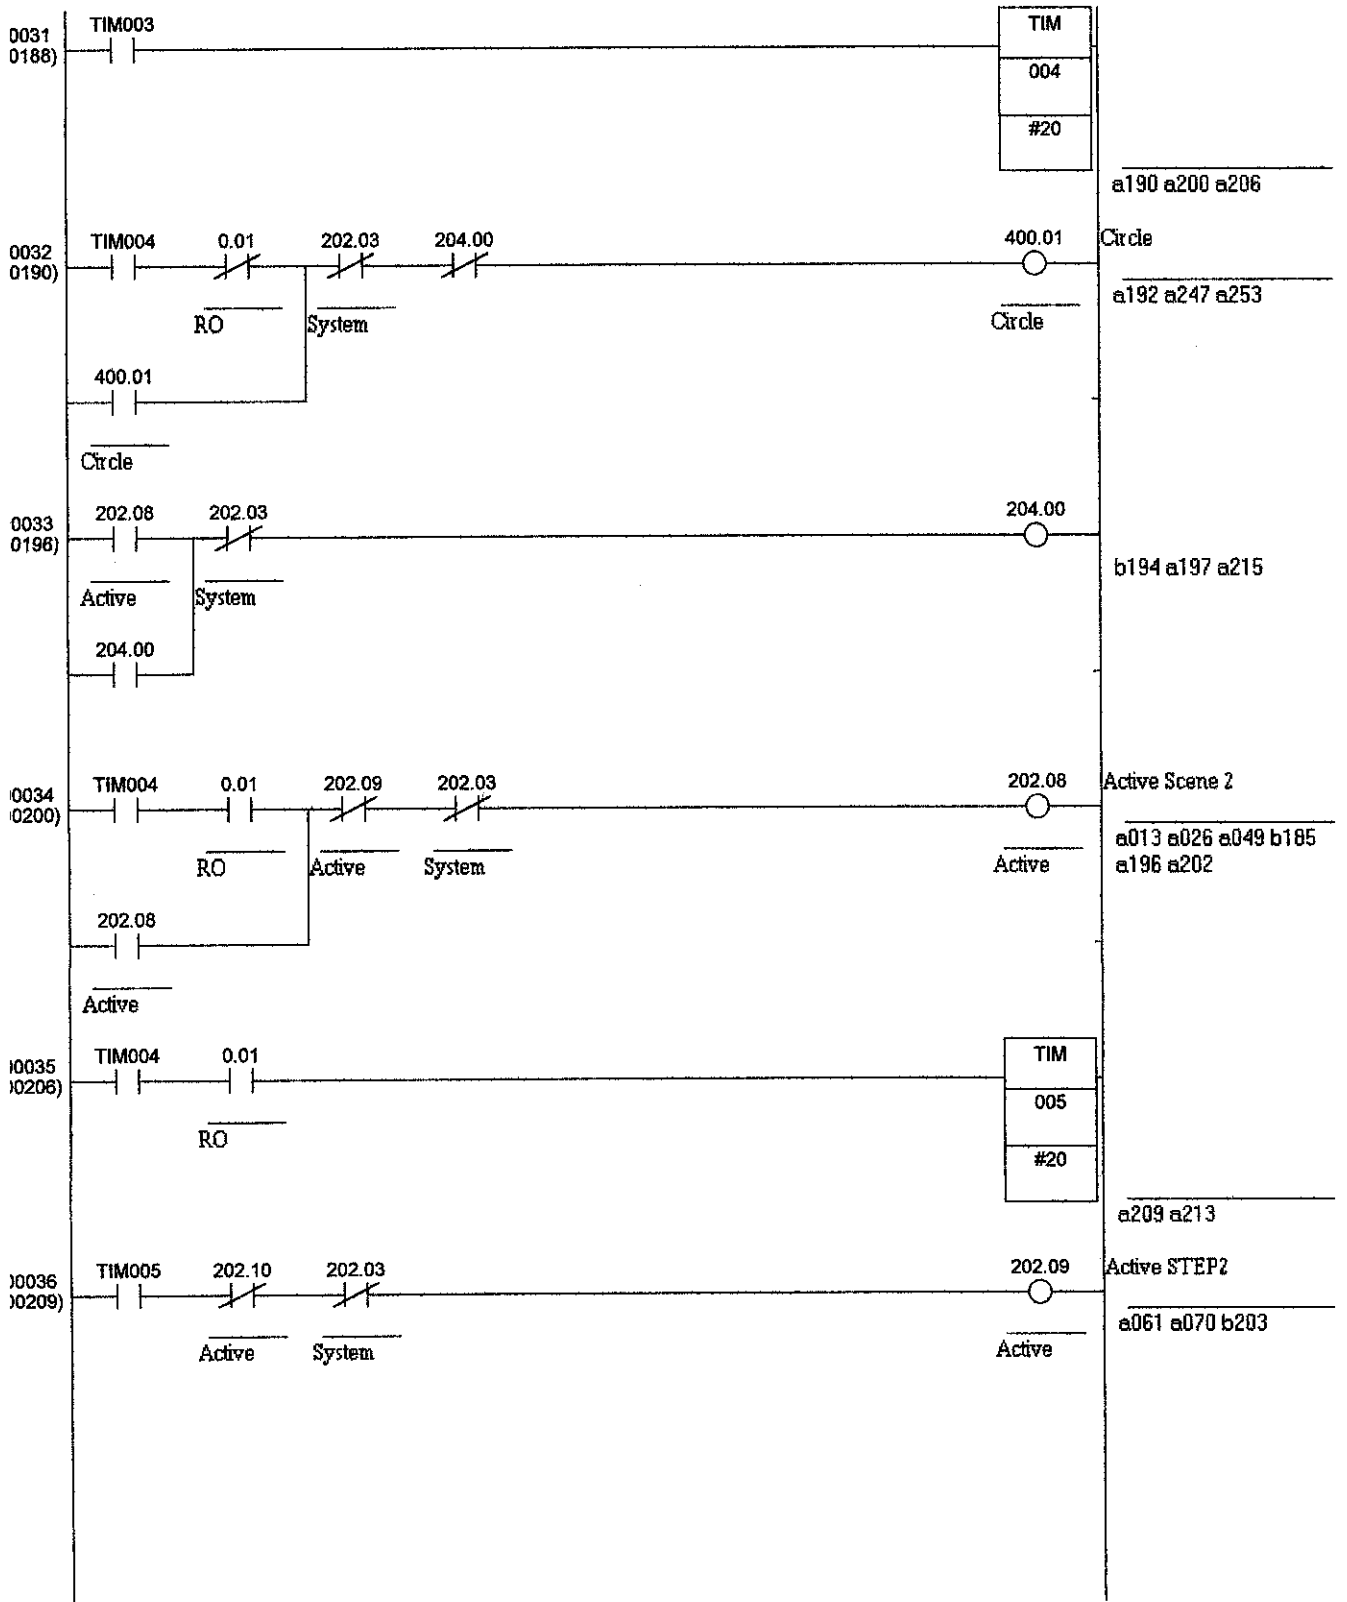 TIM003
0031
0188)
TIM
004
#20
a190 a200 a206
TIM004 0.01 202.03 204.00 400.01 Circle
0032
0190)
a192 a247 a253
RO System Circle
400.01
Circle
202.08 202.03 204.00
0033
0196)
b194 a197 a215
Active System
204.00
TIM004 0.01 202.09 202.03 202.08 Active Scene 2
0034
00200)
a013 a026 a049 b185
a196 a202
RO Active System Active
202.08
Active
TIM004 0.01
00035
00206)
TIM
005
#20
RO
a209 a213
TIM005 202.10 202.03 202.09 Active STEP2
00036
00209)
a061 a070 b203
Active System Active